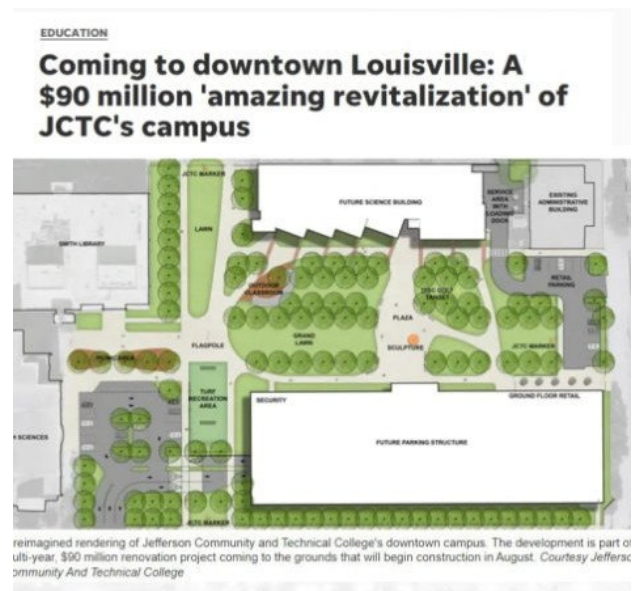 EDUCATION
Coming to downtown Louisville: A
$90 million 'amazing revitalization' of
JCTC's campus
JCTC MARKER
FUTURE SCIENCE BUILDING
SERVICE
AREA
WITH
LOADING
DOCK
EXISTING
ADMINISTRATIVE
BUILDING
LAWN
SMITH LIBRARY
OUTDOOR
CLASSROOM
DISC GOLF
TARGET
RETAIL
PARKING
PLAZA
GRAND
LAWN
FLAGPOLE
SCULPTURE
JCTC MARKER
TURF
RECREATION
AREA
SECURITY
GROUND FLOOR RETAIL
SCIENCES
FUTURE PARKING STRUCTURE
JCTC MARKER
reimagined rendering of Jefferson Community and Technical College's downtown campus. The development is part of
ulti-year, $90 million renovation project coming to the grounds that will begin construction in August. Courtesy Jefferso
ommunity And Technical College